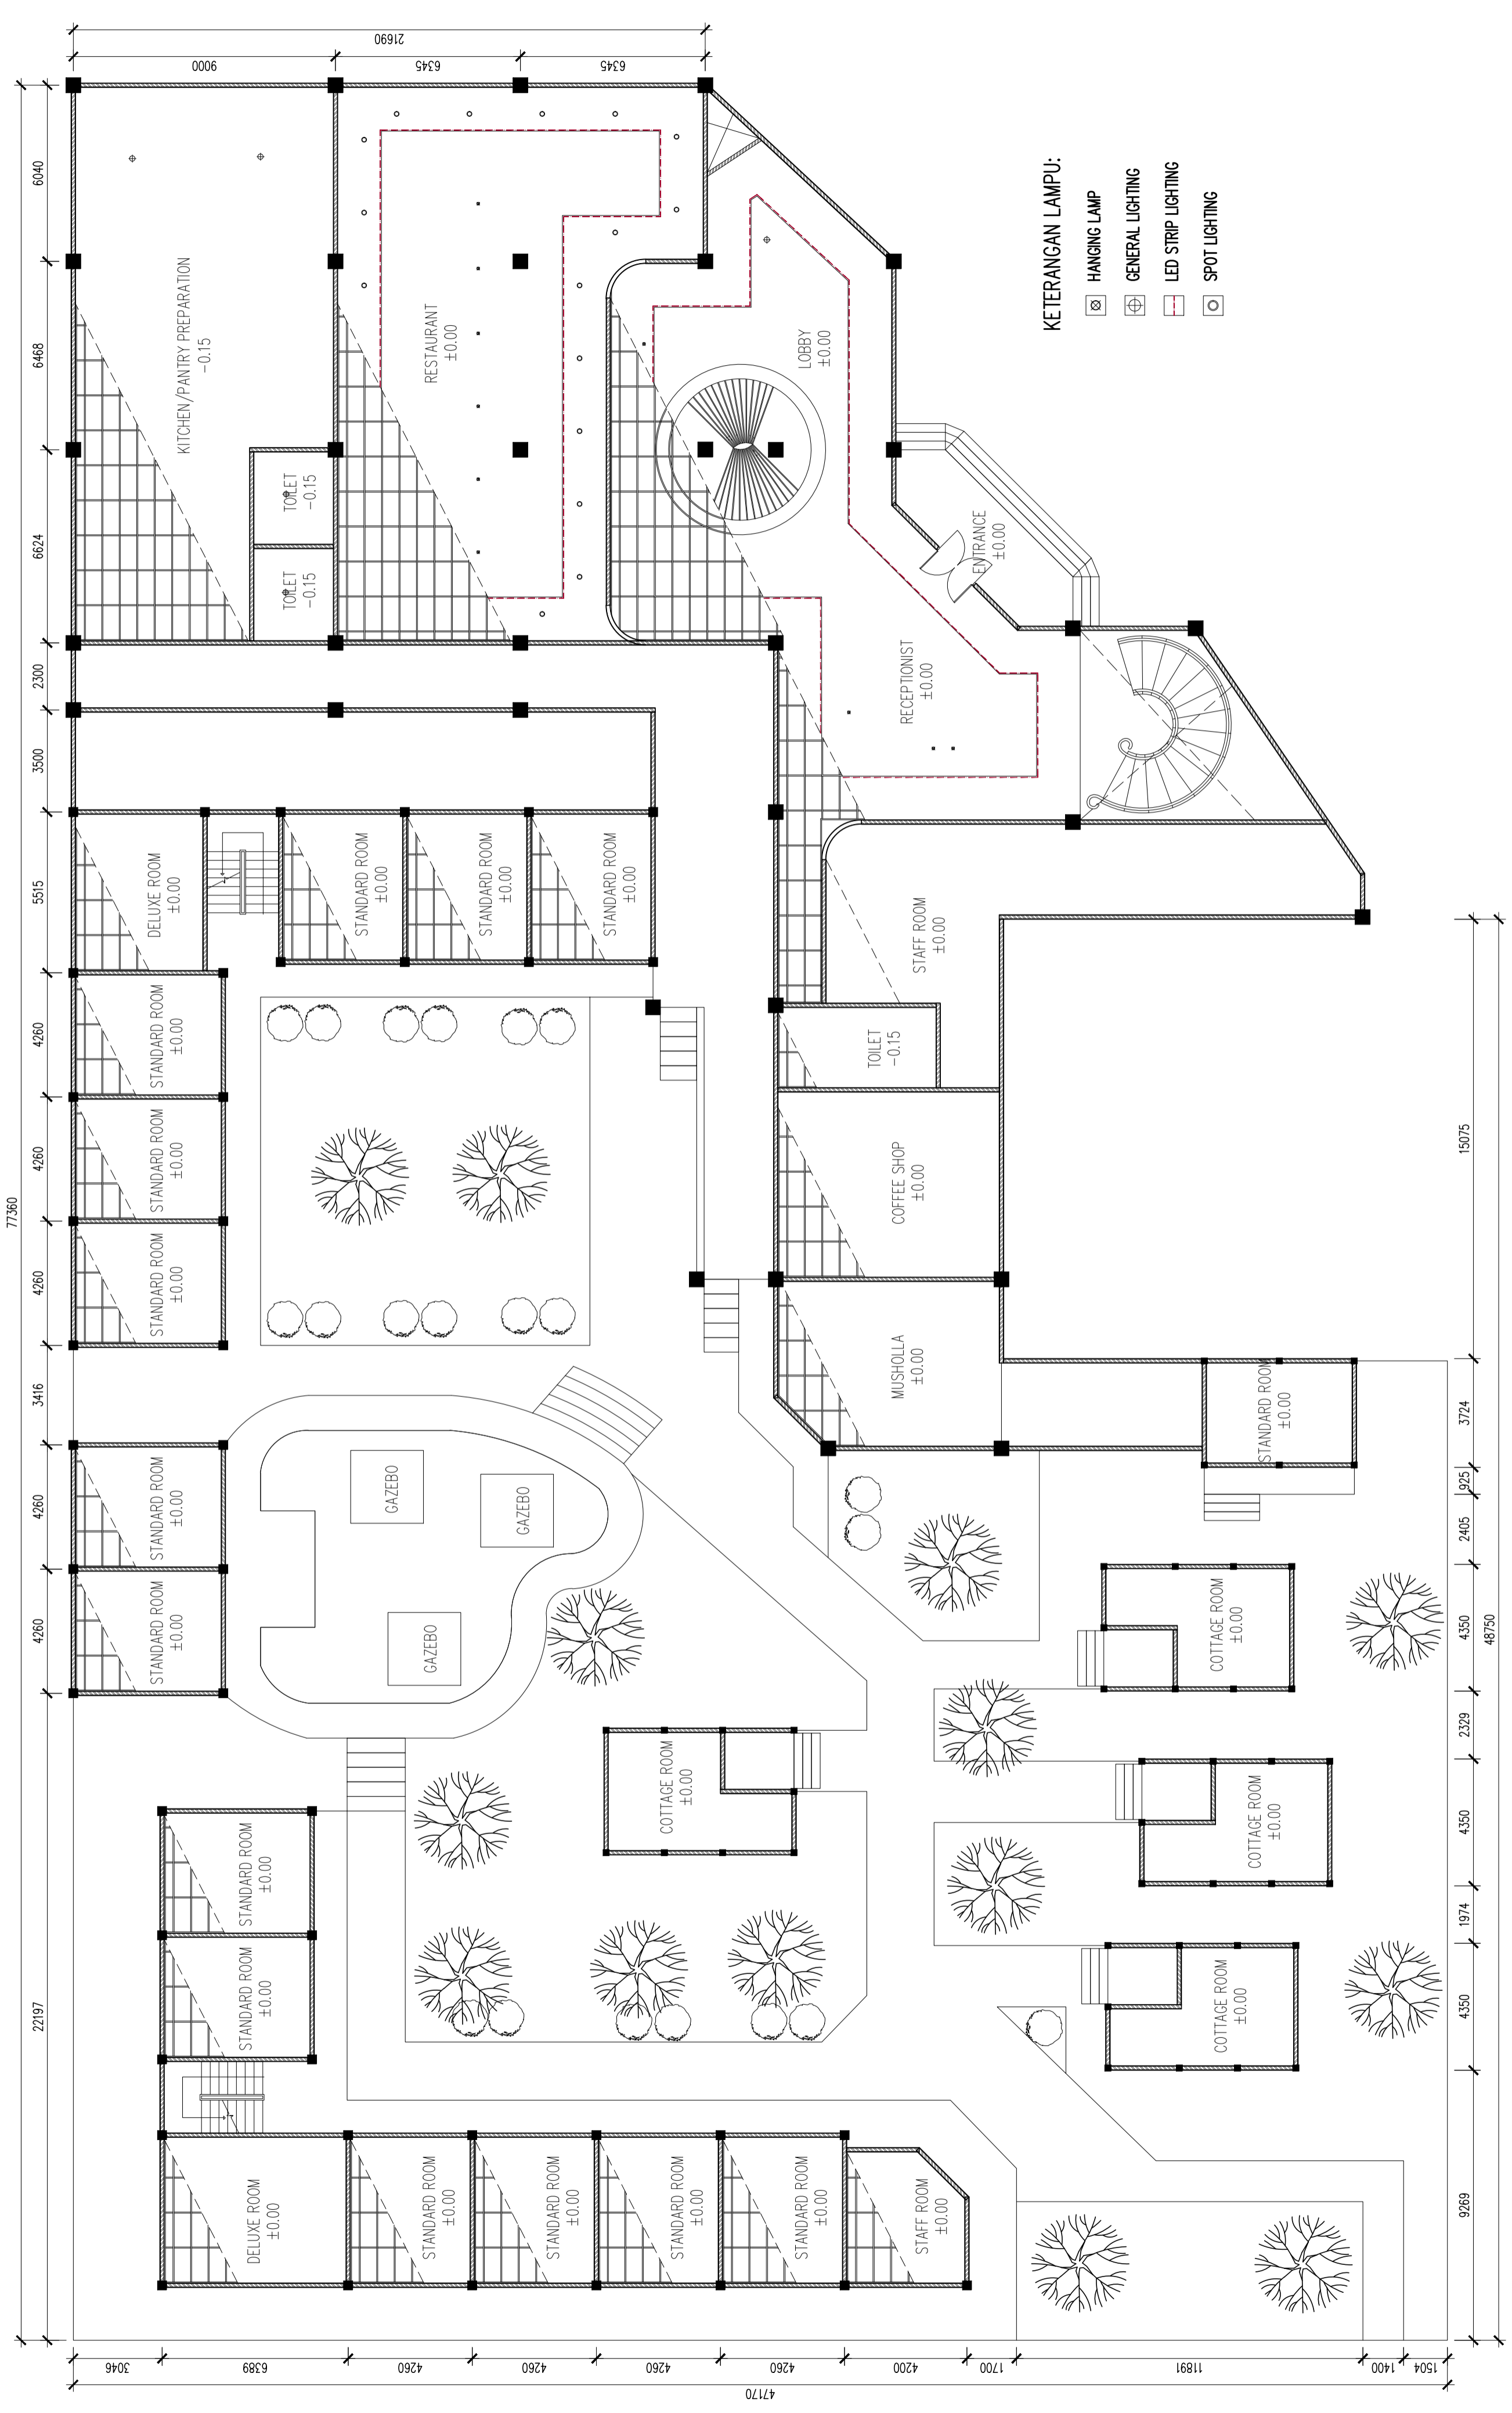 21690
9000
6345
6345
77360
6040
6468
6624
2300
3500
5515
4260
4260
4260
3416
4260
4260
22197
KITCHEN/PANTRY PREPARATION
-0.15
TOILET
-0.15
TOILET
-0.15
RESTAURANT
±0.00
LOBBY
±0.00
ENTRANCE
±0.00
RECEPTIONIST
±0.00
KETERANGAN LAMPU:
HANGING LAMP
GENERAL LIGHTING
LED STRIP LIGHTING
SPOT LIGHTING
DELUXE ROOM
±0.00
STANDARD ROOM
±0.00
STANDARD ROOM
±0.00
STANDARD ROOM
±0.00
STAFF ROOM
±0.00
TOILET
-0.15
COFFEE SHOP
±0.00
MUSHOLLA
±0.00
STANDARD ROOM
±0.00
STANDARD ROOM
±0.00
STANDARD ROOM
±0.00
STANDARD ROOM
±0.00
STANDARD ROOM
±0.00
STANDARD ROOM
±0.00
GAZEBO
GAZEBO
GAZEBO
COTTAGE ROOM
±0.00
COTTAGE ROOM
±0.00
COTTAGE ROOM
±0.00
COTTAGE ROOM
±0.00
STANDARD ROOM
±0.00
STANDARD ROOM
±0.00
DELUXE ROOM
±0.00
STANDARD ROOM
±0.00
STANDARD ROOM
±0.00
STANDARD ROOM
±0.00
STANDARD ROOM
±0.00
STAFF ROOM
±0.00
15075
3724
925
2405
4350
2329
4350
1974
4350
9269
48750
3046
6389
4260
4260
4260
4260
4200
1700
11891
1400
1504
47170